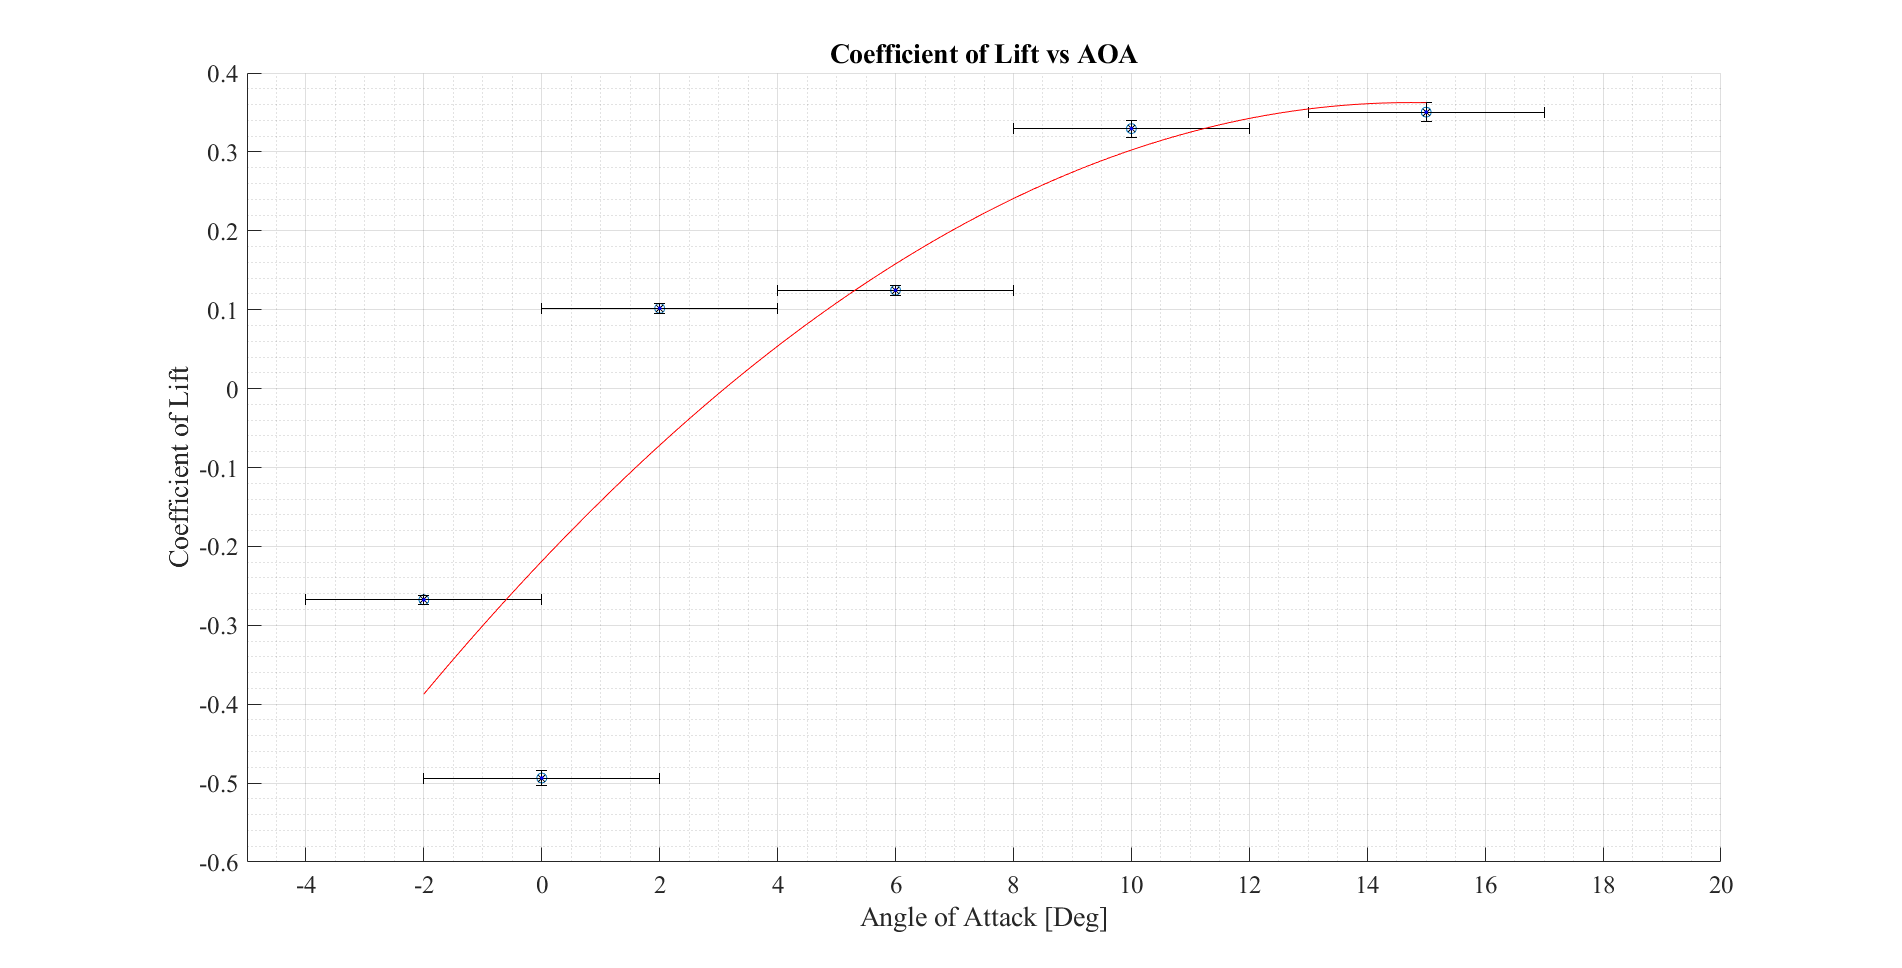 Coefficient of Lift vs AOA
0.4
0.3
0.2
0.1
0
-0.1
-0.2
-0.3
-0.4
-0.5
-0.6
Coefficient of Lift
-4 -2 0 2 4 6 8 10 12 14 16 18 20
Angle of Attack [Deg]